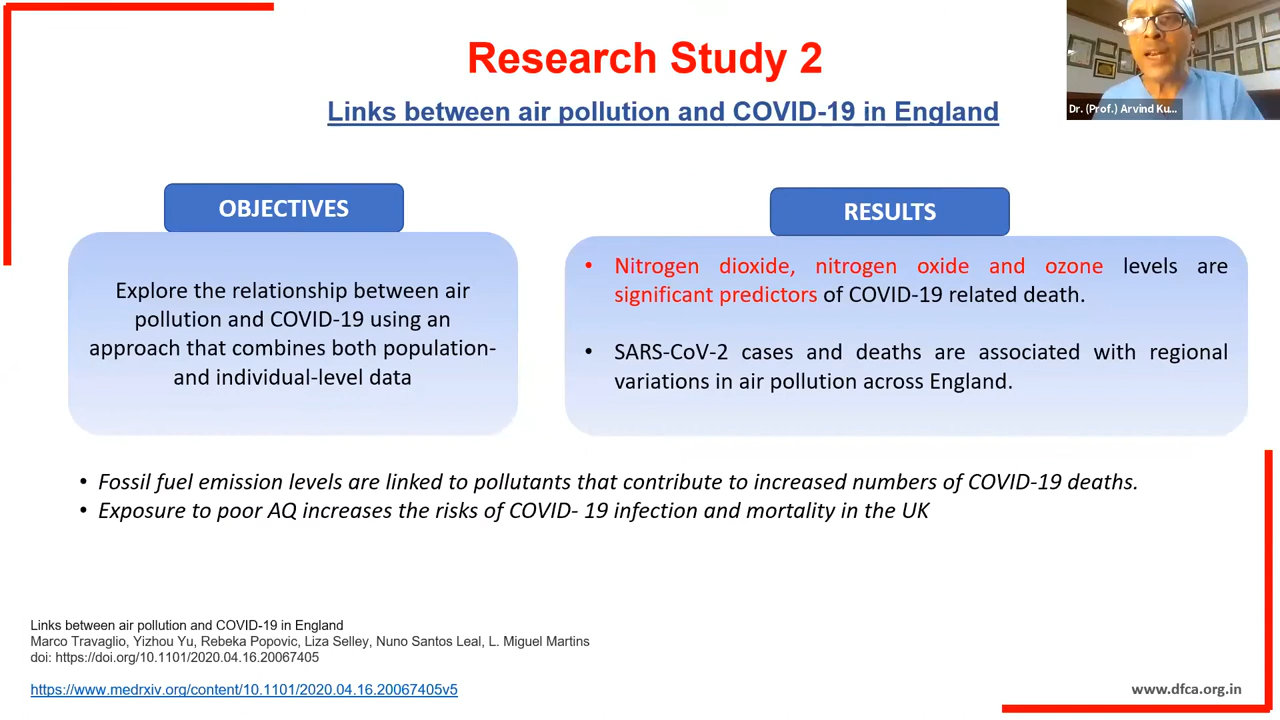 Research Study 2
Links between air pollution and COVID-19 in England
Dr. (Prof.) Arvind Ku...
OBJECTIVES
Explore the relationship between air
pollution and COVID-19 using an
approach that combines both population-
and individual-level data
RESULTS
• Nitrogen dioxide, nitrogen oxide and ozone levels are
significant predictors of COVID-19 related death.
• SARS-CoV-2 cases and deaths are associated with regional
variations in air pollution across England.
• Fossil fuel emission levels are linked to pollutants that contribute to increased numbers of COVID-19 deaths.
• Exposure to poor AQ increases the risks of COVID- 19 infection and mortality in the UK
Links between air pollution and COVID-19 in England
Marco Travaglio, Yizhou Yu, Rebeka Popovic, Liza Selley, Nuno Santos Leal, L. Miguel Martins
doi: https://doi.org/10.1101/2020.04.16.20067405
https://www.medrxiv.org/content/10.1101/2020.04.16.20067405v5
www.dfca.org.in